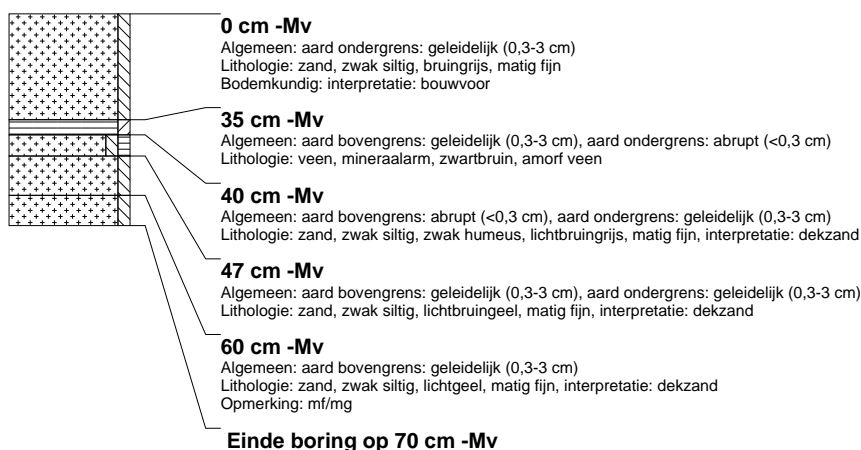 0 cm -Mv
Algemeen: aard ondergrens: geleidelijk (0,3-3 cm)
Lithologie: zand, zwak siltig, bruingrijs, matig fijn
Bodemkundig: interpretatie: bouwvoor
35 cm -Mv
Algemeen: aard bovengrens: geleidelijk (0,3-3 cm), aard ondergrens: abrupt (<0,3 cm)
Lithologie: veen, mineraalarm, zwartbruin, amorf veen
40 cm -Mv
Algemeen: aard bovengrens: abrupt (<0,3 cm), aard ondergrens: geleidelijk (0,3-3 cm)
Lithologie: zand, zwak siltig, zwak humeus, lichtbruingrijs, matig fijn, interpretatie: dekzand
47 cm -Mv
Algemeen: aard bovengrens: geleidelijk (0,3-3 cm), aard ondergrens: geleidelijk (0,3-3 cm)
Lithologie: zand, zwak siltig, lichtbruingeel, matig fijn, interpretatie: dekzand
60 cm -Mv
Algemeen: aard bovengrens: geleidelijk (0,3-3 cm)
Lithologie: zand, zwak siltig, lichtgeel, matig fijn, interpretatie: dekzand
Opmerking: mf/mg
Einde boring op 70 cm -Mv